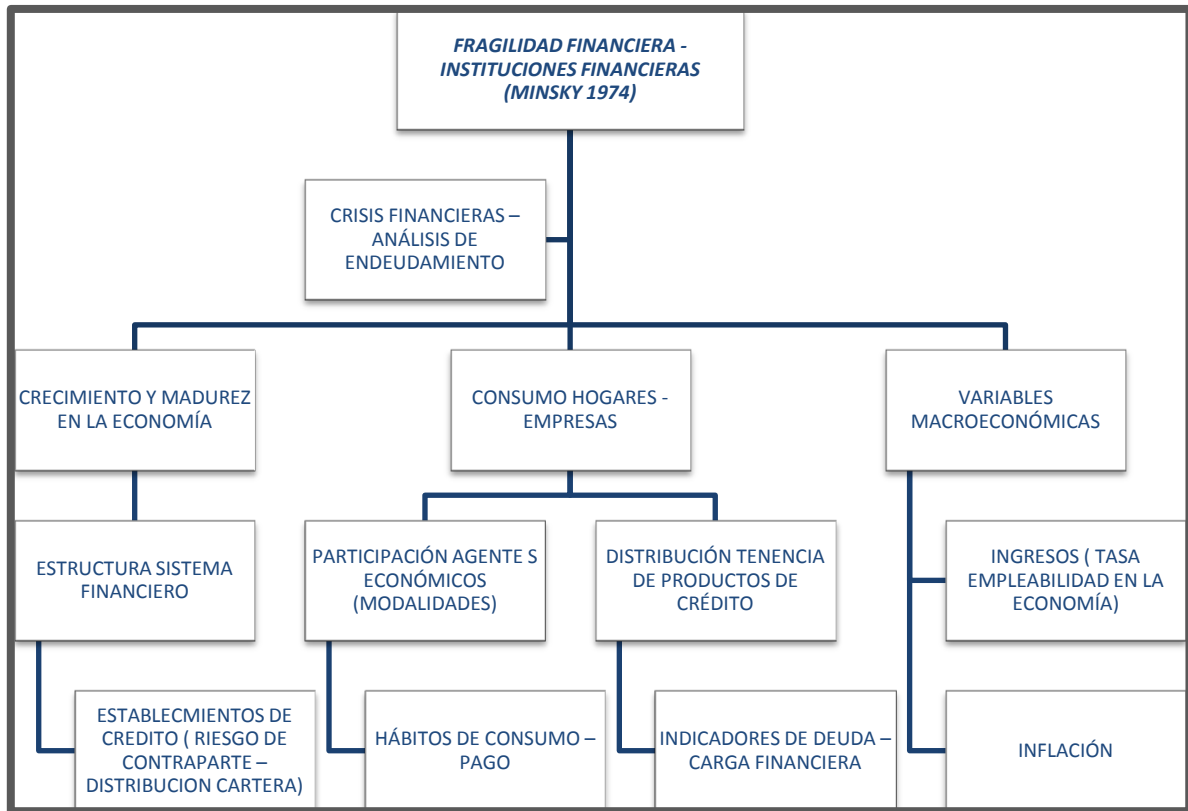 FRAGILIDAD FINANCIERA -
INSTITUCIONES FINANCIERAS
(MINSKY 1974)
CRISIS FINANCIERAS –
ANÁLISIS DE
ENDEUDAMIENTO
CRECIMIENTO Y MADUREZ
EN LA ECONOMÍA
CONSUMO HOGARES -
EMPRESAS
VARIABLES
MACROECONÓMICAS
ESTRUCTURA SISTEMA
FINANCIERO
PARTICIPACIÓN AGENTE S
ECONÓMICOS
(MODALIDADES)
DISTRIBUCIÓN TENENCIA
DE PRODUCTOS DE
CRÉDITO
INGRESOS ( TASA
EMPLEABILIDAD EN LA
ECONOMÍA)
ESTABLECMIENTOS DE
CREDITO ( RIESGO DE
CONTRAPARTE –
DISTRIBUCION CARTERA)
HÁBITOS DE CONSUMO –
PAGO
INDICADORES DE DEUDA –
CARGA FINANCIERA
INFLACIÓN